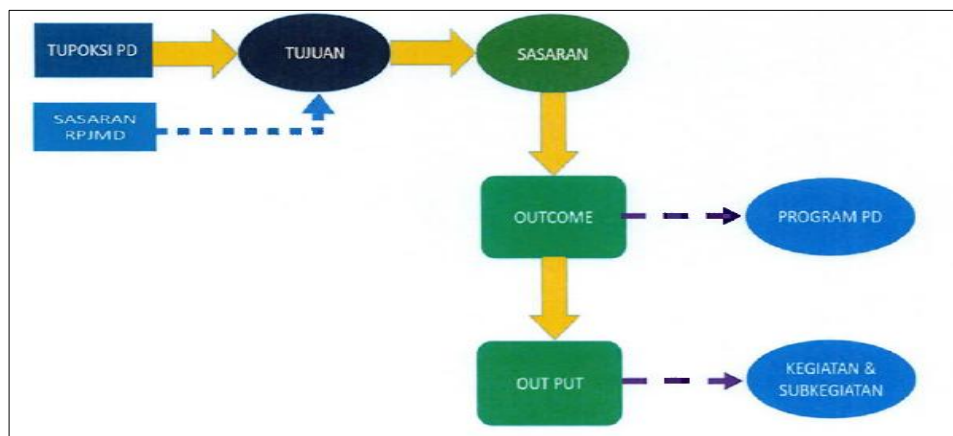 TUPOKSI PD
TUJUAN
SASARAN
SASARAN
RPJMD
OUTCOME
PROGRAM PD
OUT PUT
KEGIATAN &
SUBKEGIATAN